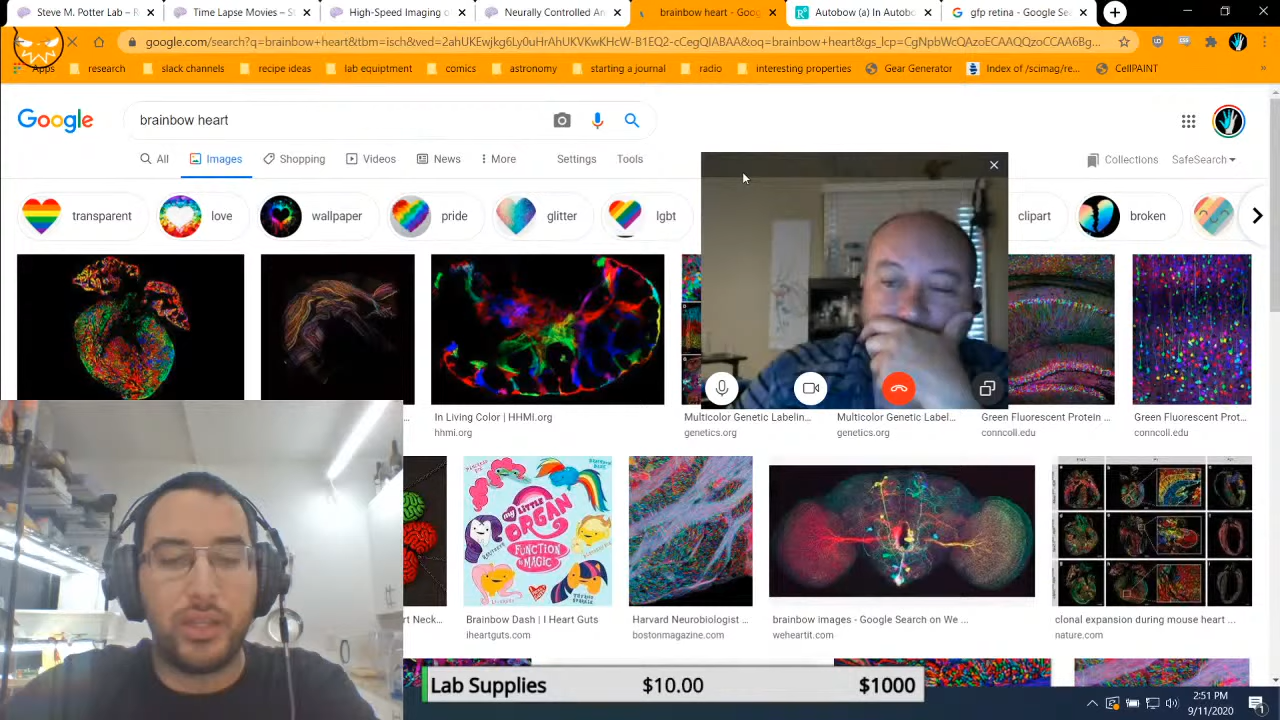 Steve M. Potter Lab – R
Time Lapse Movies – S
High-Speed Imaging o
Neurally Controlled An
brainbow heart - Goog
Autobow (a) In Autobo
gfp retina - Google Sea
google.com/search?q=brainbow+heart&tbm=isch&ved=2ahUKEwjkg6Ly0uHrAhUKVKwKHcW-B1EQ2-cCegQIABAA&oq=brainbow+heart&gs_lcp=CgNpbWcQAzoECAAQQzoCCAA6Bg...
Apps
research
slack channels
recipe ideas
lab equiptment
comics
astronomy
starting a journal
radio
interesting properties
Gear Generator
Index of /scimag/re...
CellPAINT
Google
brainbow heart
All
Images
Shopping
Videos
News
More
Settings
Tools
Collections
SafeSearch
transparent
love
wallpaper
pride
glitter
lgbt
clipart
broken
In Living Color | HHMI.org
hhmi.org
Multicolor Genetic Labelin...
genetics.org
Multicolor Genetic Label...
genetics.org
Green Fluorescent Protein ...
conncoll.edu
Green Fluorescent Prot...
conncoll.edu
MY LITTLE
ORGAN
FUNCTION
IS MAGIC
art Neck...
Brainbow Dash | I Heart Guts
iheartguts.com
Harvard Neurobiologist ...
bostonmagazine.com
brainbow images - Google Search on We ...
weheartit.com
clonal expansion during mouse heart ...
nature.com
Lab Supplies
$10.00
$1000
2:51 PM
9/11/2020